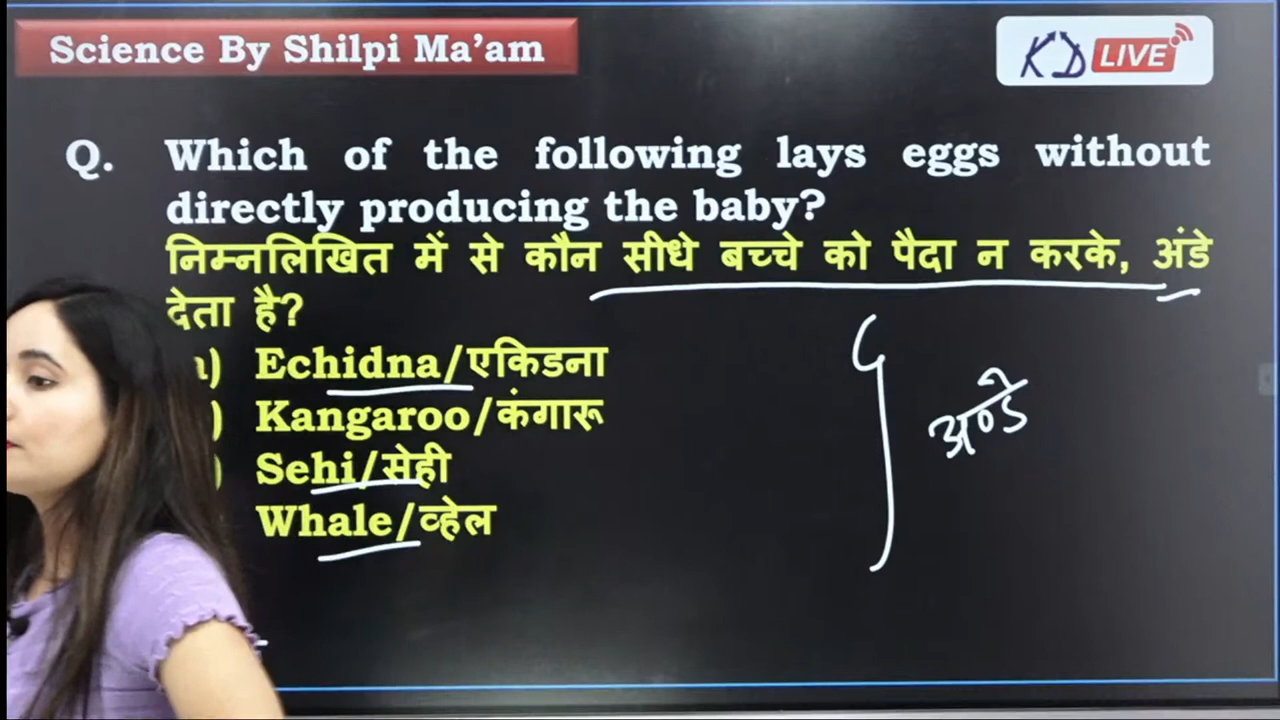 Science By Shilpi Ma’am
KD LIVE
Q. Which of the following lays eggs without
directly producing the baby?
निम्नलिखित में से कौन सीधे बच्चे को पैदा न करके, अंडे
देता है?
) Echidna/एकिडना
) Kangaroo/कंगारू
) Sehi/सेही
Whale/व्हेल
अण्डे